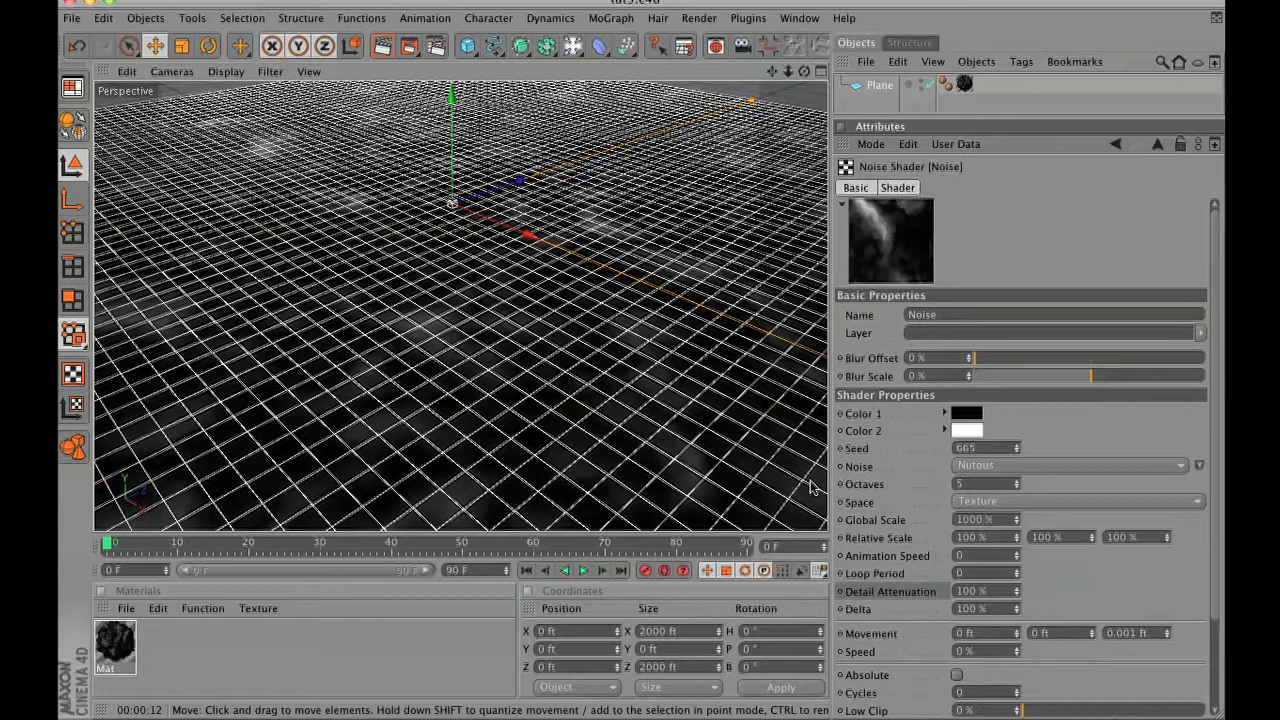 File Edit Objects Tools Selection Structure Functions Animation Character Dynamics MoGraph Hair Render Plugins Window Help
Objects Structure
File Edit View Objects Tags Bookmarks
Edit Cameras Display Filter View
Perspective
Plane
Attributes
Mode Edit User Data
Noise Shader [Noise]
Basic Shader
Basic Properties
Name Noise
Layer
Blur Offset 0 %
Blur Scale 0 %
Shader Properties
Color 1
Color 2
Seed 665
Noise Nutous
Octaves 5
Space Texture
Global Scale 1000 %
Relative Scale 100 % 100 % 100 %
Animation Speed 0
Loop Period 0
Detail Attenuation 100 %
Delta 100 %
Movement 0 ft 0 ft 0.001 ft
Speed 0 %
Absolute
Cycles 0
Low Clip 0 %
X Y Z
Y Z X
0 10 20 30 40 50 60 70 80 90 0 F
0 F 0 F 90 F 90 F
Materials
File Edit Function Texture
Mat
Coordinates
Position Size Rotation
X 0 ft X 2000 ft H 0 °
Y 0 ft Y 0 ft P 0 °
Z 0 ft Z 2000 ft B 0 °
Object Size Apply
MAXON
CINEMA 4D
00:00:12 Move: Click and drag to move elements. Hold down SHIFT to quantize movement / add to the selection in point mode, CTRL to ren